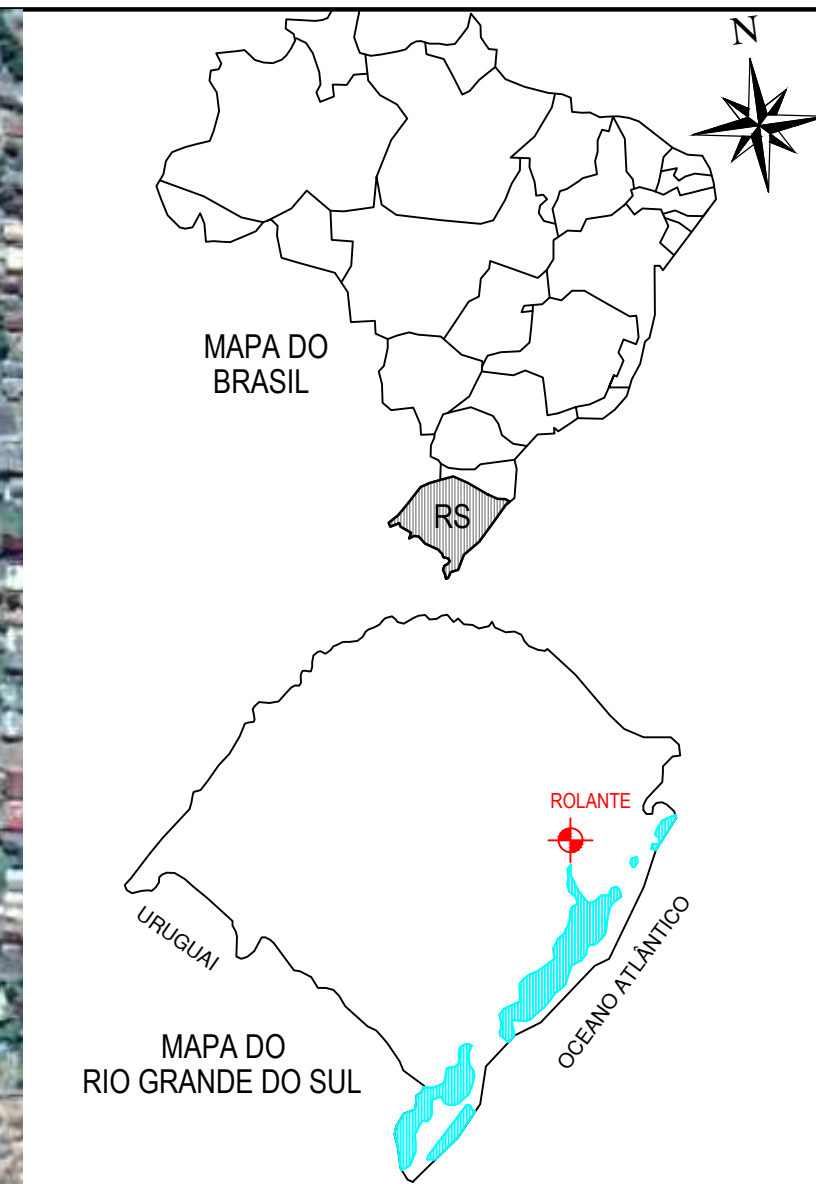 N
MAPA DO
BRASIL
RS
ROLANTE
URUGUAI
OCEANO ATLÂNTICO
MAPA DO
RIO GRANDE DO SUL